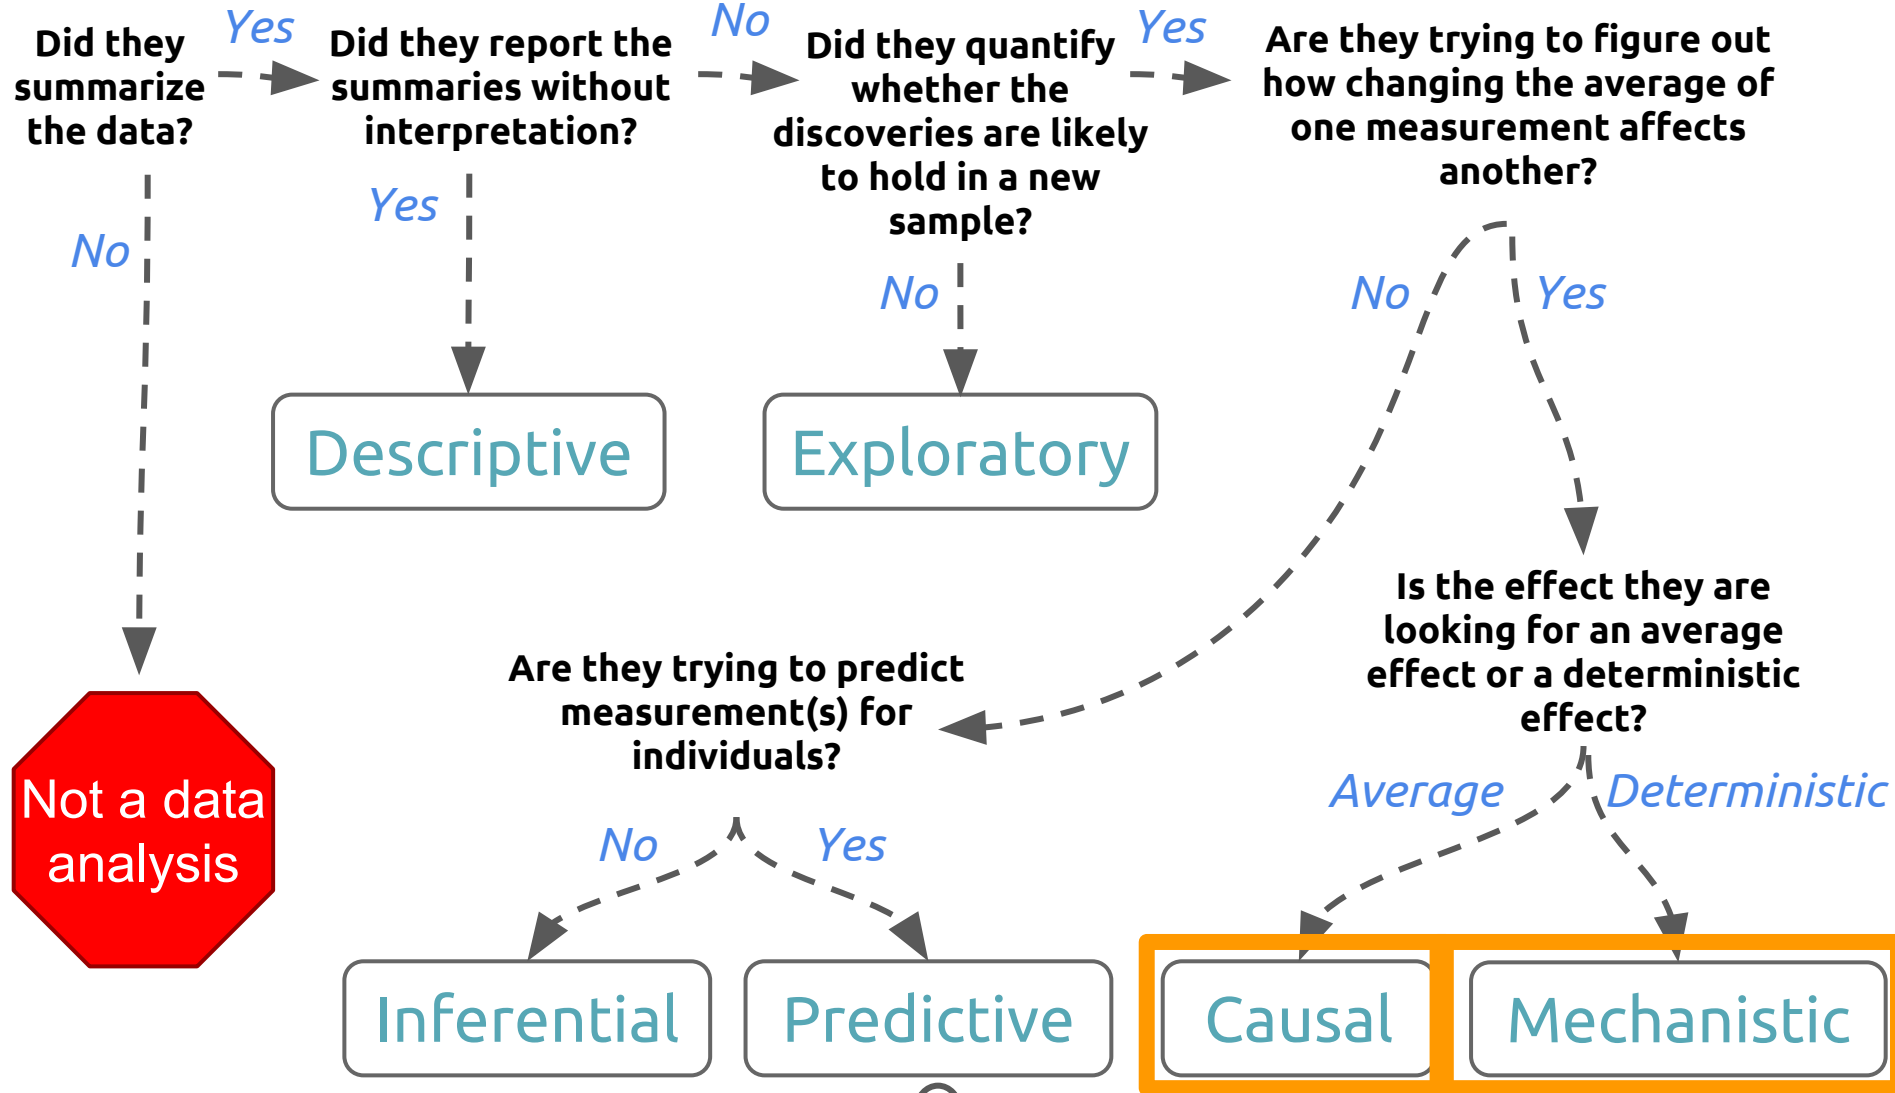 Did they
summarize
the data?
Yes
No
Did they report the
summaries without
interpretation?
No
Yes
Did they quantify
whether the
discoveries are likely
to hold in a new
sample?
Yes
No
Are they trying to figure out
how changing the average of
one measurement affects
another?
No
Yes
Descriptive
Exploratory
Is the effect they are
looking for an average
effect or a deterministic
effect?
Average
Deterministic
Are they trying to predict
measurement(s) for
individuals?
No
Yes
Not a data
analysis
Inferential
Predictive
Causal
Mechanistic